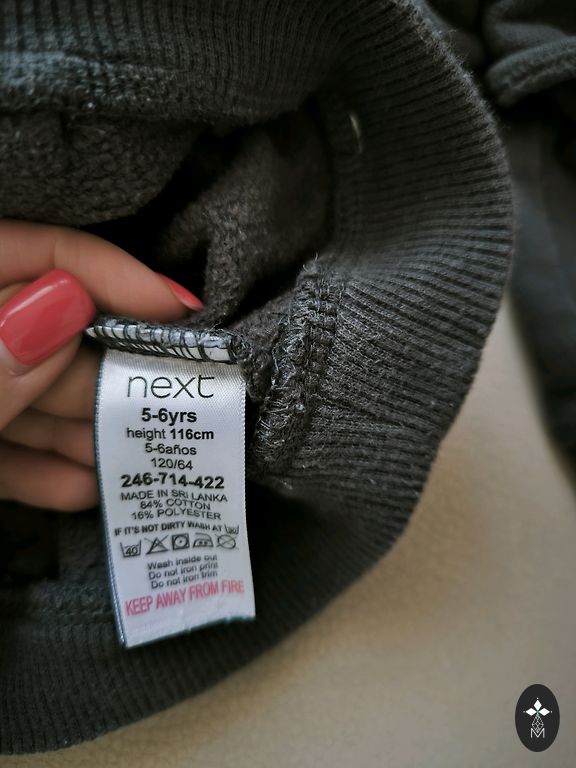 next
5-6yrs
height 116cm
5-6años
120/64
246-714-422
MADE IN SRI LANKA
84% COTTON
16% POLYESTER
IF IT'S NOT DIRTY WASH AT 30
40
Wash inside out
Do not iron print
Do not iron trim
KEEP AWAY FROM FIRE
M